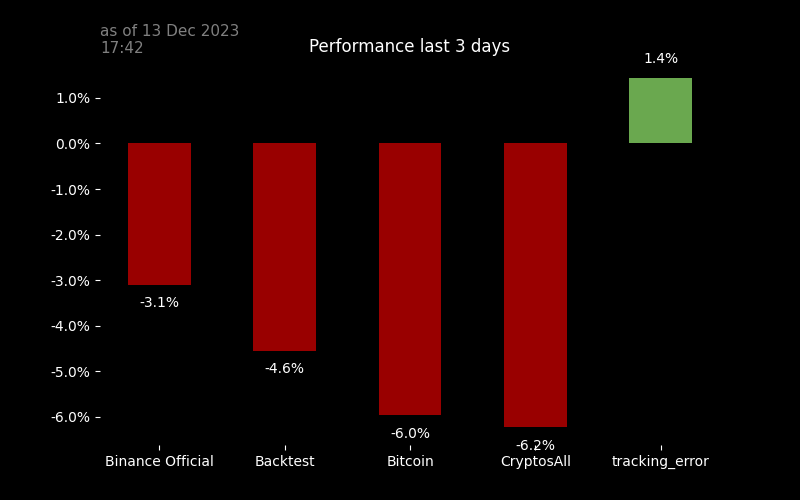 as of 13 Dec 2023
17:42
Performance last 3 days
1.4%
1.0%
0.0%
-1.0%
-2.0%
-3.0%
-4.0%
-5.0%
-6.0%
-3.1%
-4.6%
-6.0%
-6.2%
Binance Official
Backtest
Bitcoin
CryptosAll
tracking_error